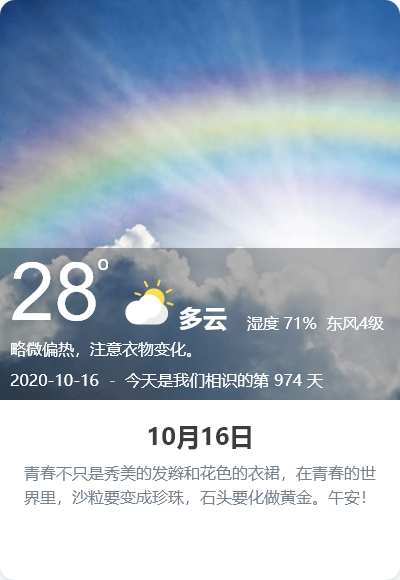 28°
多云 湿度 71% 东风4级
略微偏热，注意衣物变化。
2020-10-16 - 今天是我们相识的第 974 天
10月16日
青春不只是秀美的发辫和花色的衣裙，在青春的世
界里，沙粒要变成珍珠，石头要化做黄金。午安！